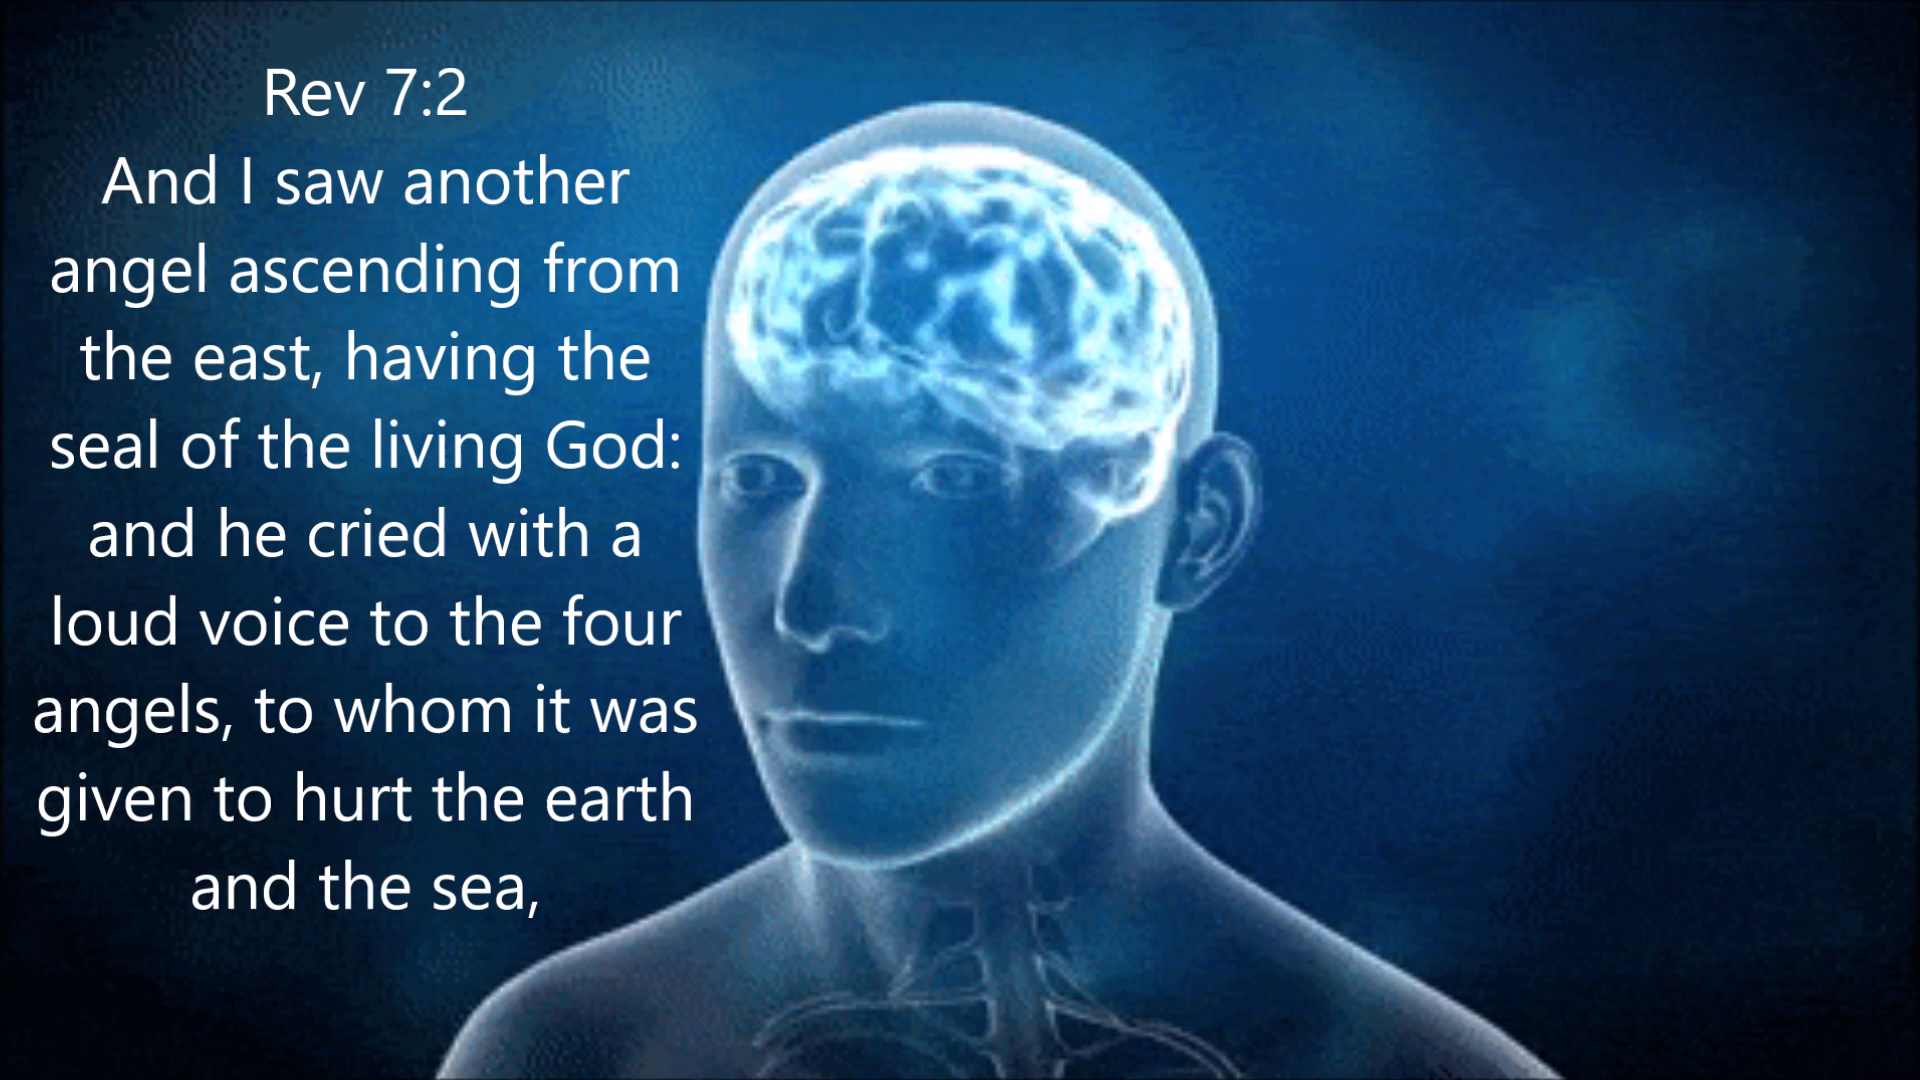 Rev 7:2
And I saw another
angel ascending from
the east, having the
seal of the living God:
and he cried with a
loud voice to the four
angels, to whom it was
given to hurt the earth
and the sea,